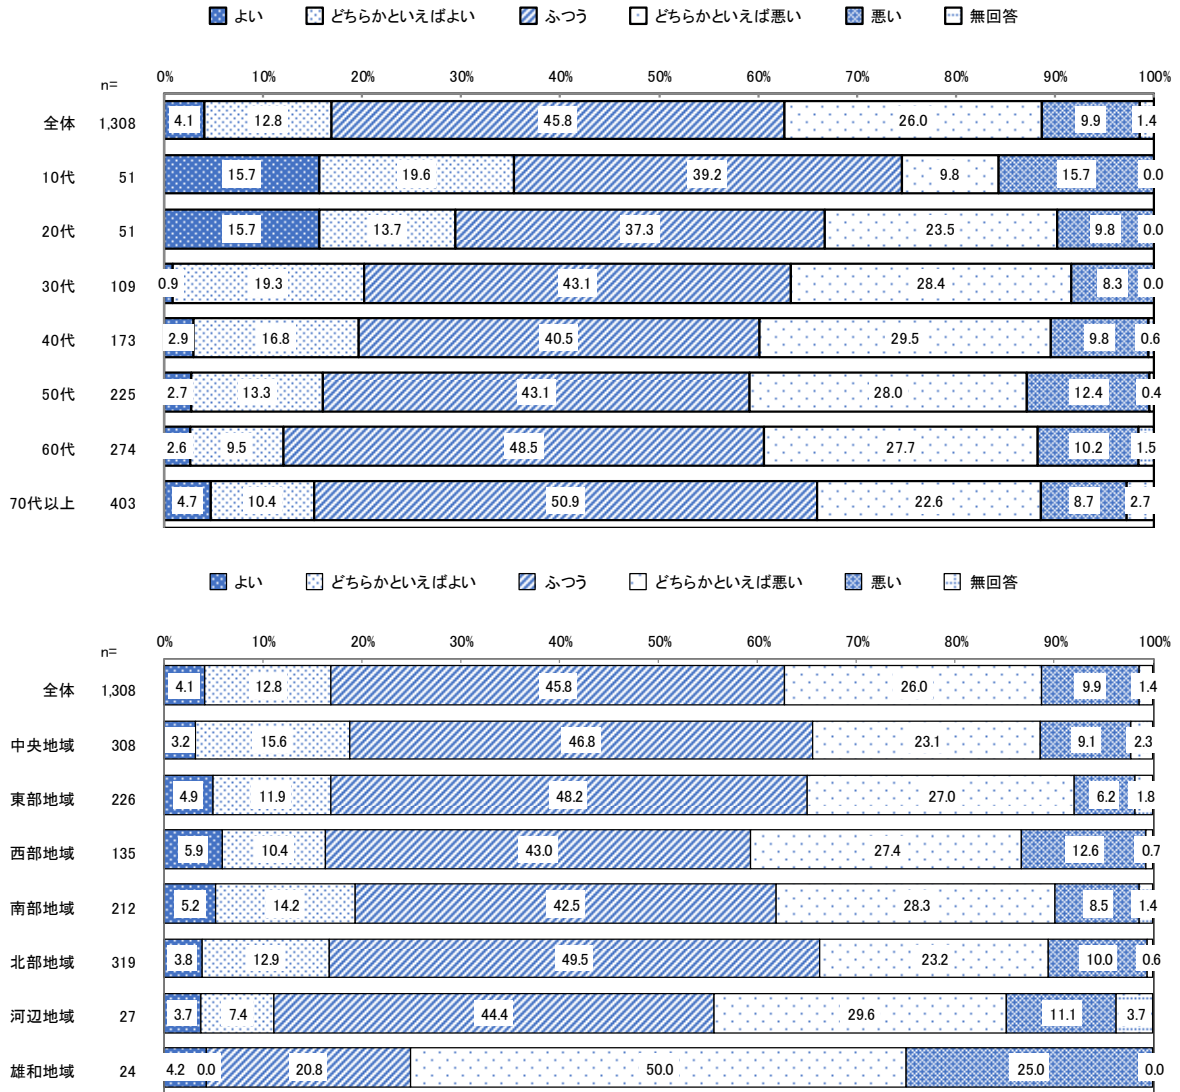 よい どちらかといえばよい ふつう どちらかといえば悪い 悪い 無回答
n= 0% 10% 20% 30% 40% 50% 60% 70% 80% 90% 100%
全体 1,308 4.1 12.8 45.8 26.0 9.9 1.4
10代 51 15.7 19.6 39.2 9.8 15.7 0.0
20代 51 15.7 13.7 37.3 23.5 9.8 0.0
30代 109 0.9 19.3 43.1 28.4 8.3 0.0
40代 173 2.9 16.8 40.5 29.5 9.8 0.6
50代 225 2.7 13.3 43.1 28.0 12.4 0.4
60代 274 2.6 9.5 48.5 27.7 10.2 1.5
70代以上 403 4.7 10.4 50.9 22.6 8.7 2.7
よい どちらかといえばよい ふつう どちらかといえば悪い 悪い 無回答
n= 0% 10% 20% 30% 40% 50% 60% 70% 80% 90% 100%
全体 1,308 4.1 12.8 45.8 26.0 9.9 1.4
中央地域 308 3.2 15.6 46.8 23.1 9.1 2.3
東部地域 226 4.9 11.9 48.2 27.0 6.2 1.8
西部地域 135 5.9 10.4 43.0 27.4 12.6 0.7
南部地域 212 5.2 14.2 42.5 28.3 8.5 1.4
北部地域 319 3.8 12.9 49.5 23.2 10.0 0.6
河辺地域 27 3.7 7.4 44.4 29.6 11.1 3.7
雄和地域 24 4.2 0.0 20.8 50.0 25.0 0.0